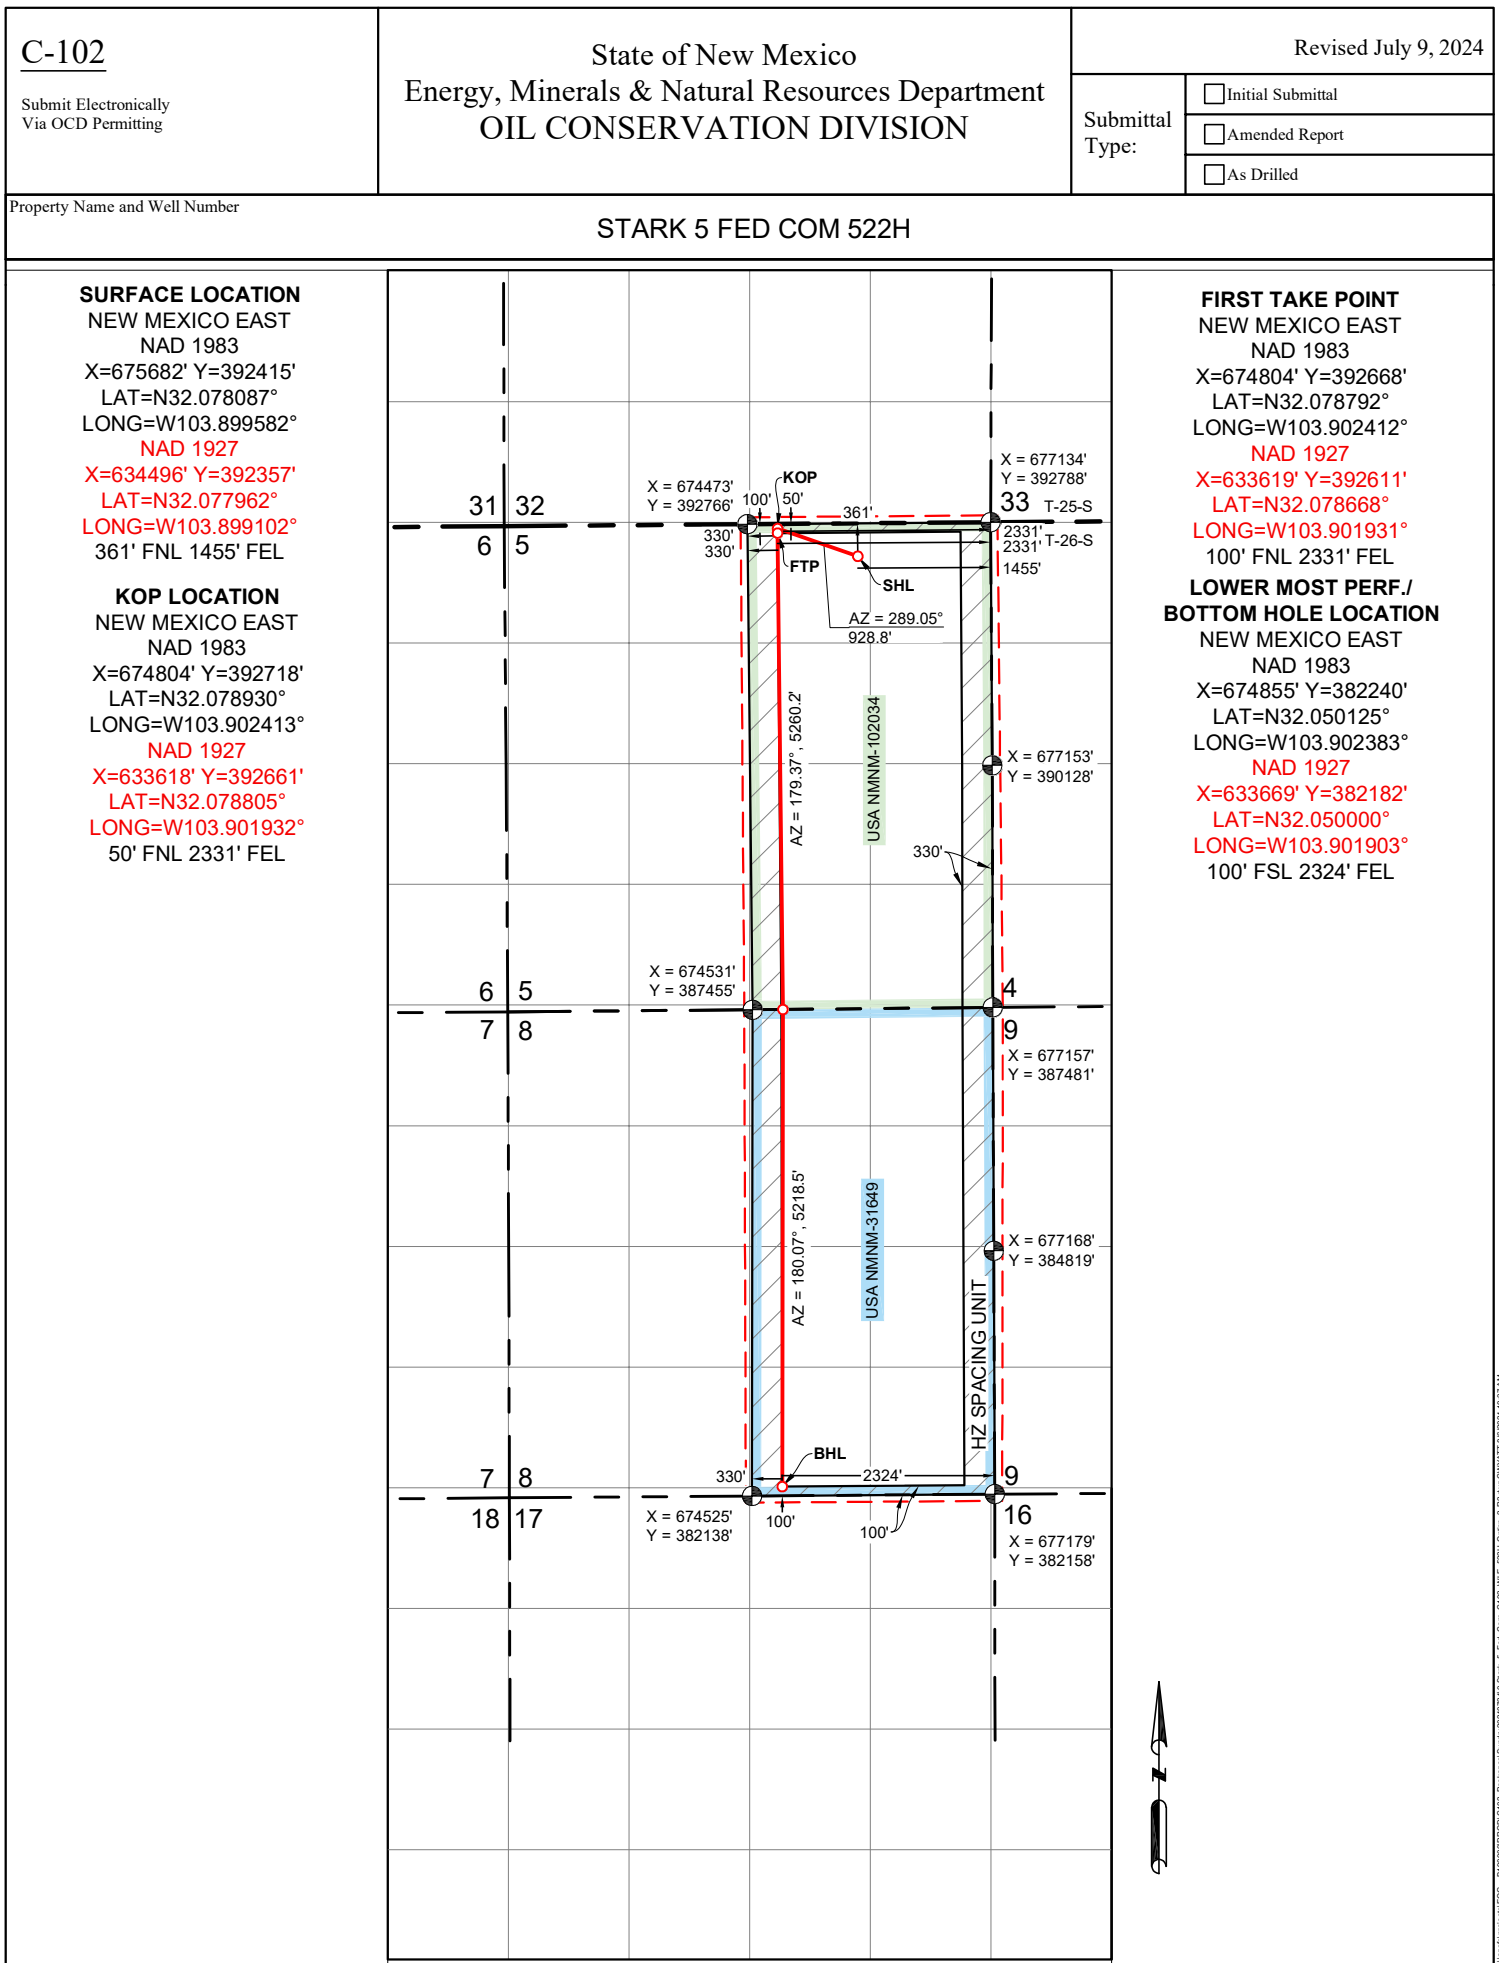 C-102
Submit Electronically
Via OCD Permitting
State of New Mexico
Energy, Minerals & Natural Resources Department
OIL CONSERVATION DIVISION
Revised July 9, 2024
Submittal
Type:
Initial Submittal
Amended Report
As Drilled
Property Name and Well Number
STARK 5 FED COM 522H
SURFACE LOCATION
NEW MEXICO EAST
NAD 1983
X=675682' Y=392415'
LAT=N32.078087°
LONG=W103.899582°
NAD 1927
X=634496' Y=392357'
LAT=N32.077962°
LONG=W103.899102°
361' FNL 1455' FEL
KOP LOCATION
NEW MEXICO EAST
NAD 1983
X=674804' Y=392718'
LAT=N32.078930°
LONG=W103.902413°
NAD 1927
X=633618' Y=392661'
LAT=N32.078805°
LONG=W103.901932°
50' FNL 2331' FEL
X = 674473'
Y = 392766'
100'
50'
KOP
361'
X = 677134'
Y = 392788'
31 32
33
T-25-S
6 5
330'
330'
2331'
2331'
T-26-S
FTP
SHL
1455'
AZ = 289.05°
928.8'
AZ = 179.37°, 5260.2'
USA NMNM-102034
X = 677153'
Y = 390128'
330'
X = 674531'
Y = 387455'
6 5
4
7 8
9
X = 677157'
Y = 387481'
AZ = 180.07°, 5218.5'
USA NMNM-31649
X = 677168'
Y = 384819'
HZ SPACING UNIT
BHL
330'
2324'
7 8
9
18 17
16
X = 674525'
Y = 382138'
100'
100'
X = 677179'
Y = 382158'
FIRST TAKE POINT
NEW MEXICO EAST
NAD 1983
X=674804' Y=392668'
LAT=N32.078792°
LONG=W103.902412°
NAD 1927
X=633619' Y=392611'
LAT=N32.078668°
LONG=W103.901931°
100' FNL 2331' FEL
LOWER MOST PERF./
BOTTOM HOLE LOCATION
NEW MEXICO EAST
NAD 1983
X=674855' Y=382240'
LAT=N32.050125°
LONG=W103.902383°
NAD 1927
X=633669' Y=382182'
LAT=N32.050000°
LONG=W103.901903°
100' FSL 2324' FEL
N